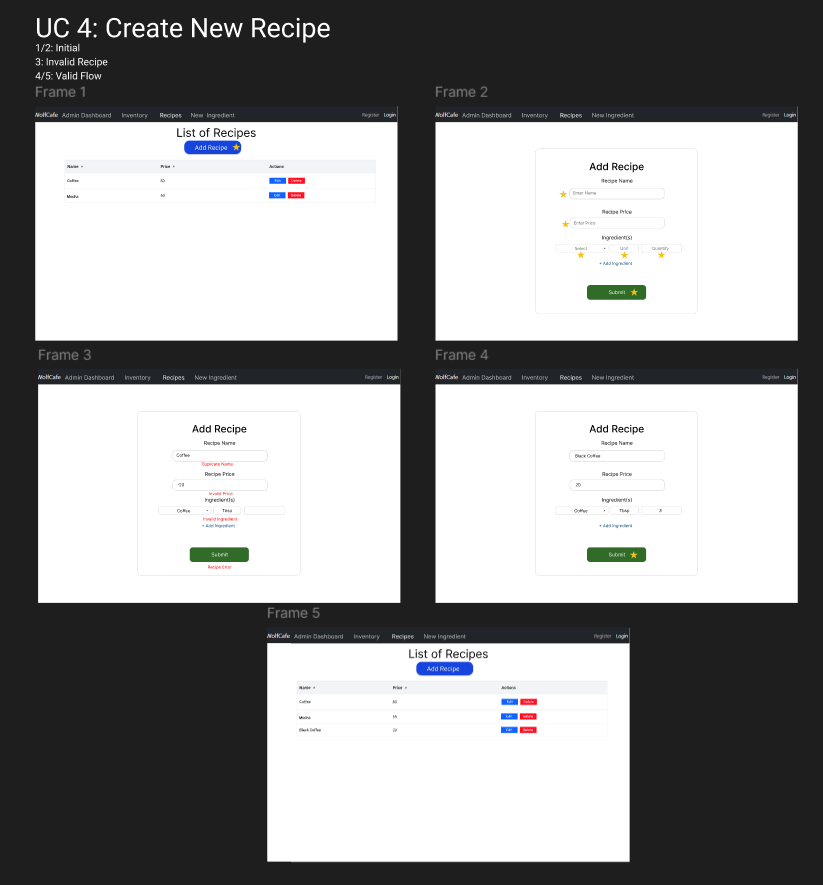 UC 4: Create New Recipe
1/2: Initial
3: Invalid Recipe
4/5: Valid Flow
Frame 1
WolfCafe Admin Dashboard Inventory Recipes New Ingredient Register Login
List of Recipes
Add Recipe
Name Price Actions
Coffee Edit Delete
Mocha Edit Delete
Frame 2
WolfCafe Admin Dashboard Inventory Recipes New Ingredient Register Login
Add Recipe
Recipe Name
Enter Name
Recipe Price
Enter Price
Ingredient(s)
Select Unit Quantity
+ Add Ingredient
Submit
Frame 3
WolfCafe Admin Dashboard Inventory Recipes New Ingredient Register Login
Add Recipe
Recipe Name
Coffee
Duplicate Name
Recipe Price
-20
Invalid Price
Ingredient(s)
Coffee Tbsp
Invalid Ingredient
+ Add Ingredient
Submit
Recipe Error
Frame 4
WolfCafe Admin Dashboard Inventory Recipes New Ingredient Register Login
Add Recipe
Recipe Name
Black Coffee
Recipe Price
20
Ingredient(s)
Coffee Tbsp 3
+ Add Ingredient
Submit
Frame 5
WolfCafe Admin Dashboard Inventory Recipes New Ingredient Register Login
List of Recipes
Add Recipe
Name Price Actions
Coffee Edit Delete
Mocha Edit Delete
Black Coffee 20 Edit Delete